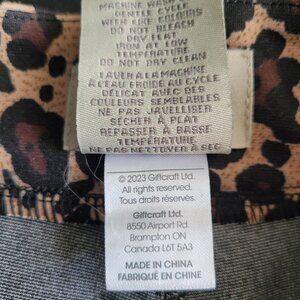 MACHINE WASH
GENTLE CYCLE
WITH LIKE COLOURS
DO NOT BLEACH
DRY FLAT
IRON AT LOW
TEMPERATURE
DO NOT DRY CLEAN
LAVER A LA MACHINE
A L'EAU FROIDE AU CYCLE
DÉLICAT AVEC DES
COULEURS SEMBLABLES
NE PAS JAVELLISER
SÉCHER À PLAT
REPASSER À BASSE
TEMPÉRATURE
NE PAS NETTOYER À SEC
© 2023 Giftcraft Ltd.
All rights reserved.
Tous droits réservés.
Giftcraft Ltd.
8550 Airport Rd.
Brampton ON
Canada L6T 5A3
MADE IN CHINA
FABRIQUÉ EN CHINE